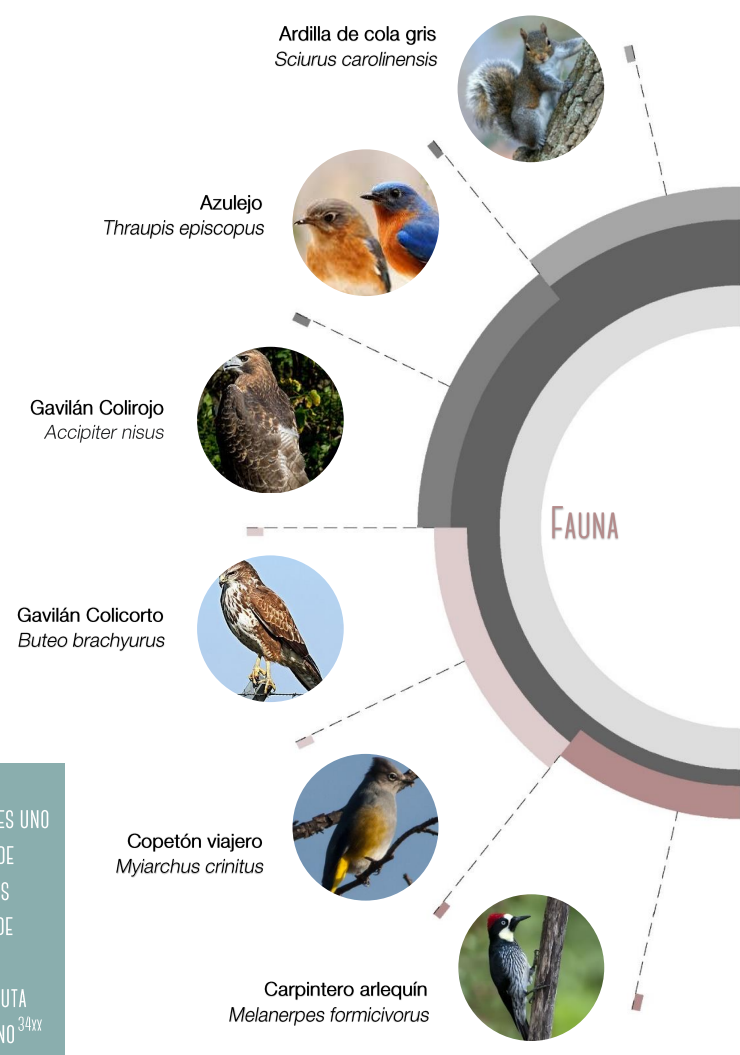 Ardilla de cola gris
Sciurus carolinensis
Azulejo
Thraupis episcopus
Gavilán Colirojo
Accipiter nisus
FAUNA
Gavilán Colicorto
Buteo brachyurus
Copetón viajero
Myiarchus crinitus
Carpintero arlequín
Melanerpes formicivorus
ES UNO
DE
S
DE
UTA
NO 34xx